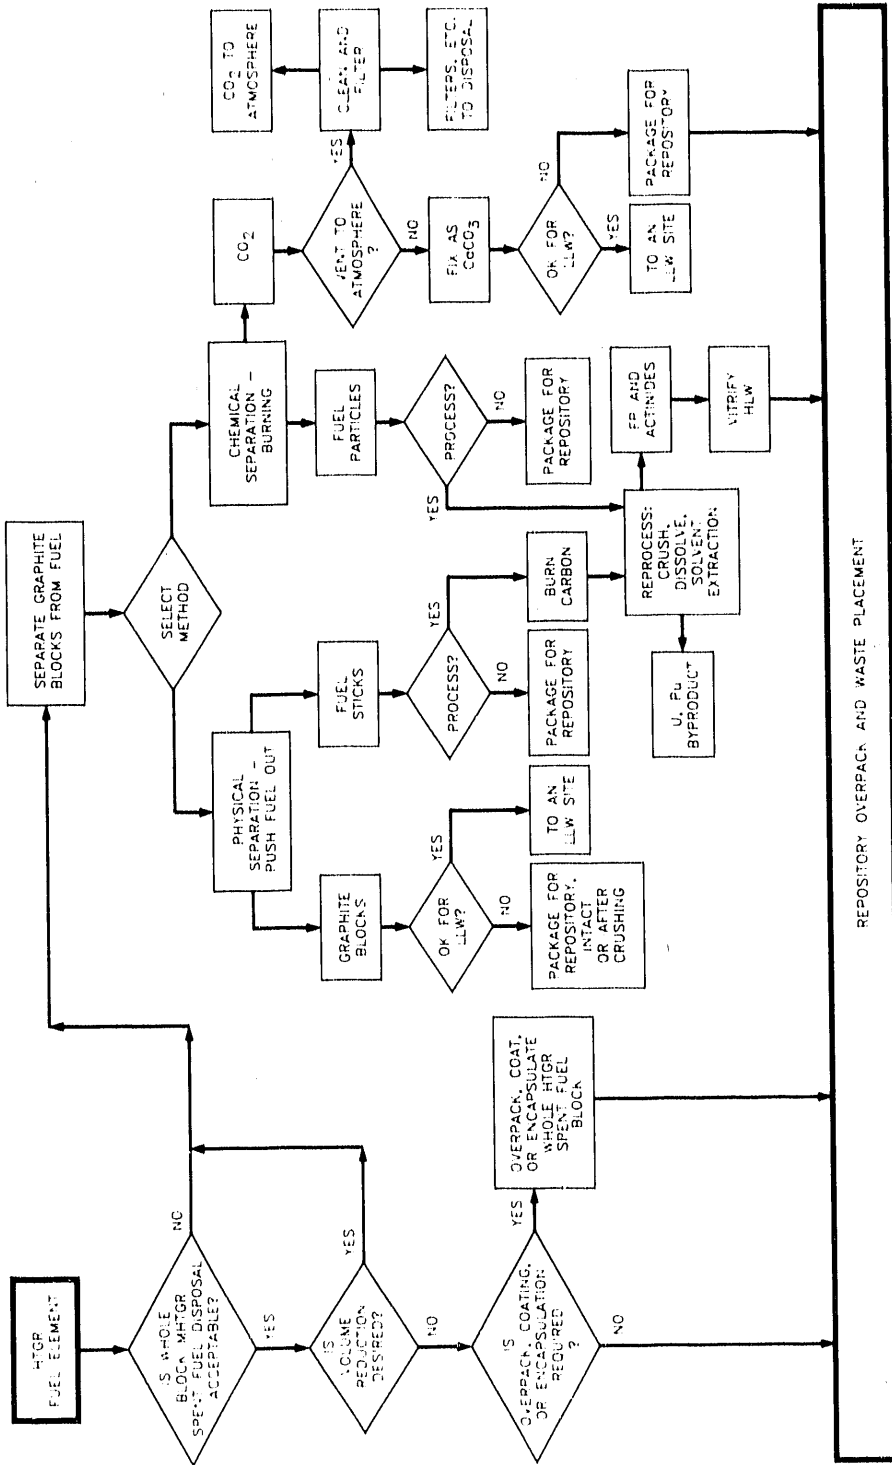 HTGR
FUEL ELEMENT
IS WHOLE
BLOCK MHTGR
SPENT FUEL DISPOSAL
ACCEPTABLE?
NO
YES
IS
VOLUME
REDUCTION
DESIRED?
YES
NO
IS
OVERPACK, COATING,
OR ENCAPSULATION
REQUIRED
?
YES
NO
OVERPACK, COAT,
OR ENCAPSULATE
WHOLE HTGR
SPENT FUEL
BLOCK
SEPARATE GRAPHITE
BLOCKS FROM FUEL
SELECT
METHOD
PHYSICAL
SEPARATION –
PUSH FUEL OUT
GRAPHITE
BLOCKS
OK FOR
LLW?
YES
NO
PACKAGE FOR
REPOSITORY,
INTACT
OR AFTER
CRUSHING
TO AN
LLW SITE
FUEL
STICKS
PROCESS?
YES
NO
PACKAGE FOR
REPOSITORY
BURN
CARBON
CHEMICAL
SEPARATION –
BURNING
FUEL
PARTICLES
PROCESS?
YES
NO
PACKAGE FOR
REPOSITORY
REPROCESS:
CRUSH,
DISSOLVE,
SOLVENT
EXTRACTION
U, Pu
BYPRODUCT
FP AND
ACTINIDES
VITRIFY
HLW
CO2
VENT TO
ATMOSPHERE
?
YES
NO
CLEAN AND
FILTER
CO2 TO
ATMOSPHERE
FILTERS, ETC.
TO DISPOSAL
FIX AS
CaCO3
OK FOR
LLW?
NO
YES
TO AN
LLW SITE
PACKAGE FOR
REPOSITORY
REPOSITORY OVERPACK AND WASTE PLACEMENT